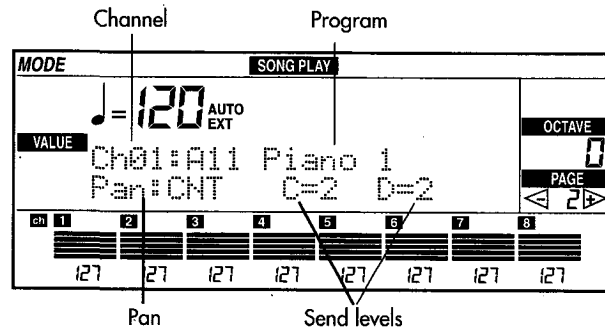 Channel Program
MODE SONG PLAY
♩=120 AUTO
EXT
VALUE
OCTAVE
0
Ch01:A11 Piano 1
Pan:CNT C=2 D=2
PAGE
- 2 +
ch 1 2 3 4 5 6 7 8
127 127 127 127 127 127 127 127
Pan Send levels